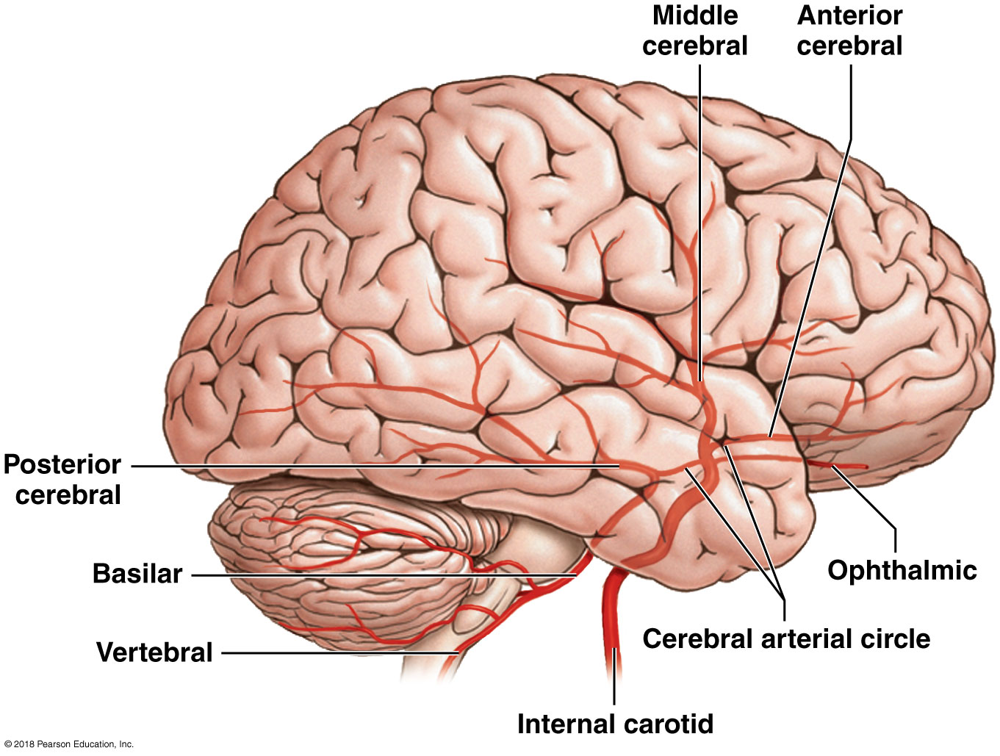 Middle
cerebral
Anterior
cerebral
Posterior
cerebral
Basilar
Vertebral
Ophthalmic
Cerebral arterial circle
Internal carotid
© 2018 Pearson Education, Inc.